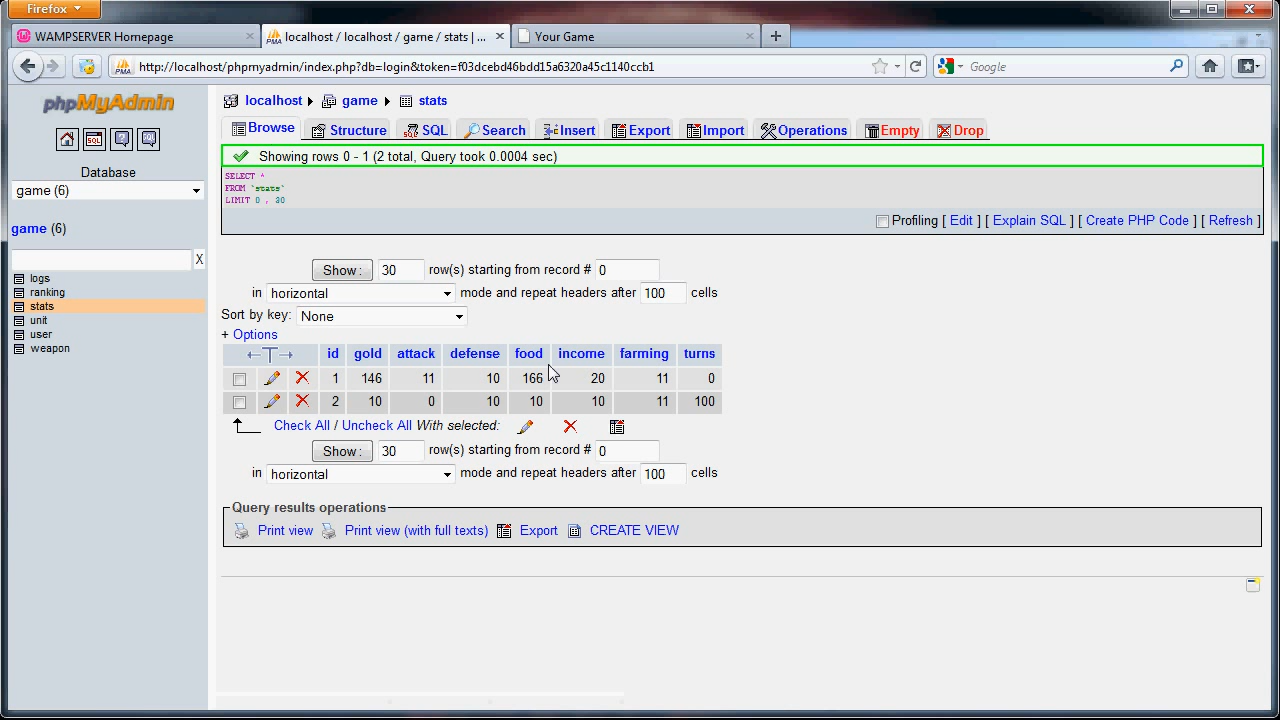 Firefox
WAMPSERVER Homepage × localhost / localhost / game / stats | ... × Your Game × +
http://localhost/phpmyadmin/index.php?db=login&token=f03dcebd46bdd15a6320a45c1140ccb1 Google
phpMyAdmin
localhost game stats
Browse Structure SQL Search Insert Export Import Operations Empty Drop
Showing rows 0 - 1 (2 total, Query took 0.0004 sec)
SELECT *
FROM `stats`
LIMIT 0 , 30
Profiling [ Edit ] [ Explain SQL ] [ Create PHP Code ] [ Refresh ]
Database
game (6)
game (6)
X
logs
ranking
stats
unit
user
weapon
Show : 30 row(s) starting from record # 0
in horizontal mode and repeat headers after 100 cells
Sort by key: None
+ Options
←T→ id gold attack defense food income farming turns
1 146 11 10 166 20 11 0
2 10 0 10 10 10 11 100
Check All / Uncheck All With selected:
Show : 30 row(s) starting from record # 0
in horizontal mode and repeat headers after 100 cells
Query results operations
Print view Print view (with full texts) Export CREATE VIEW